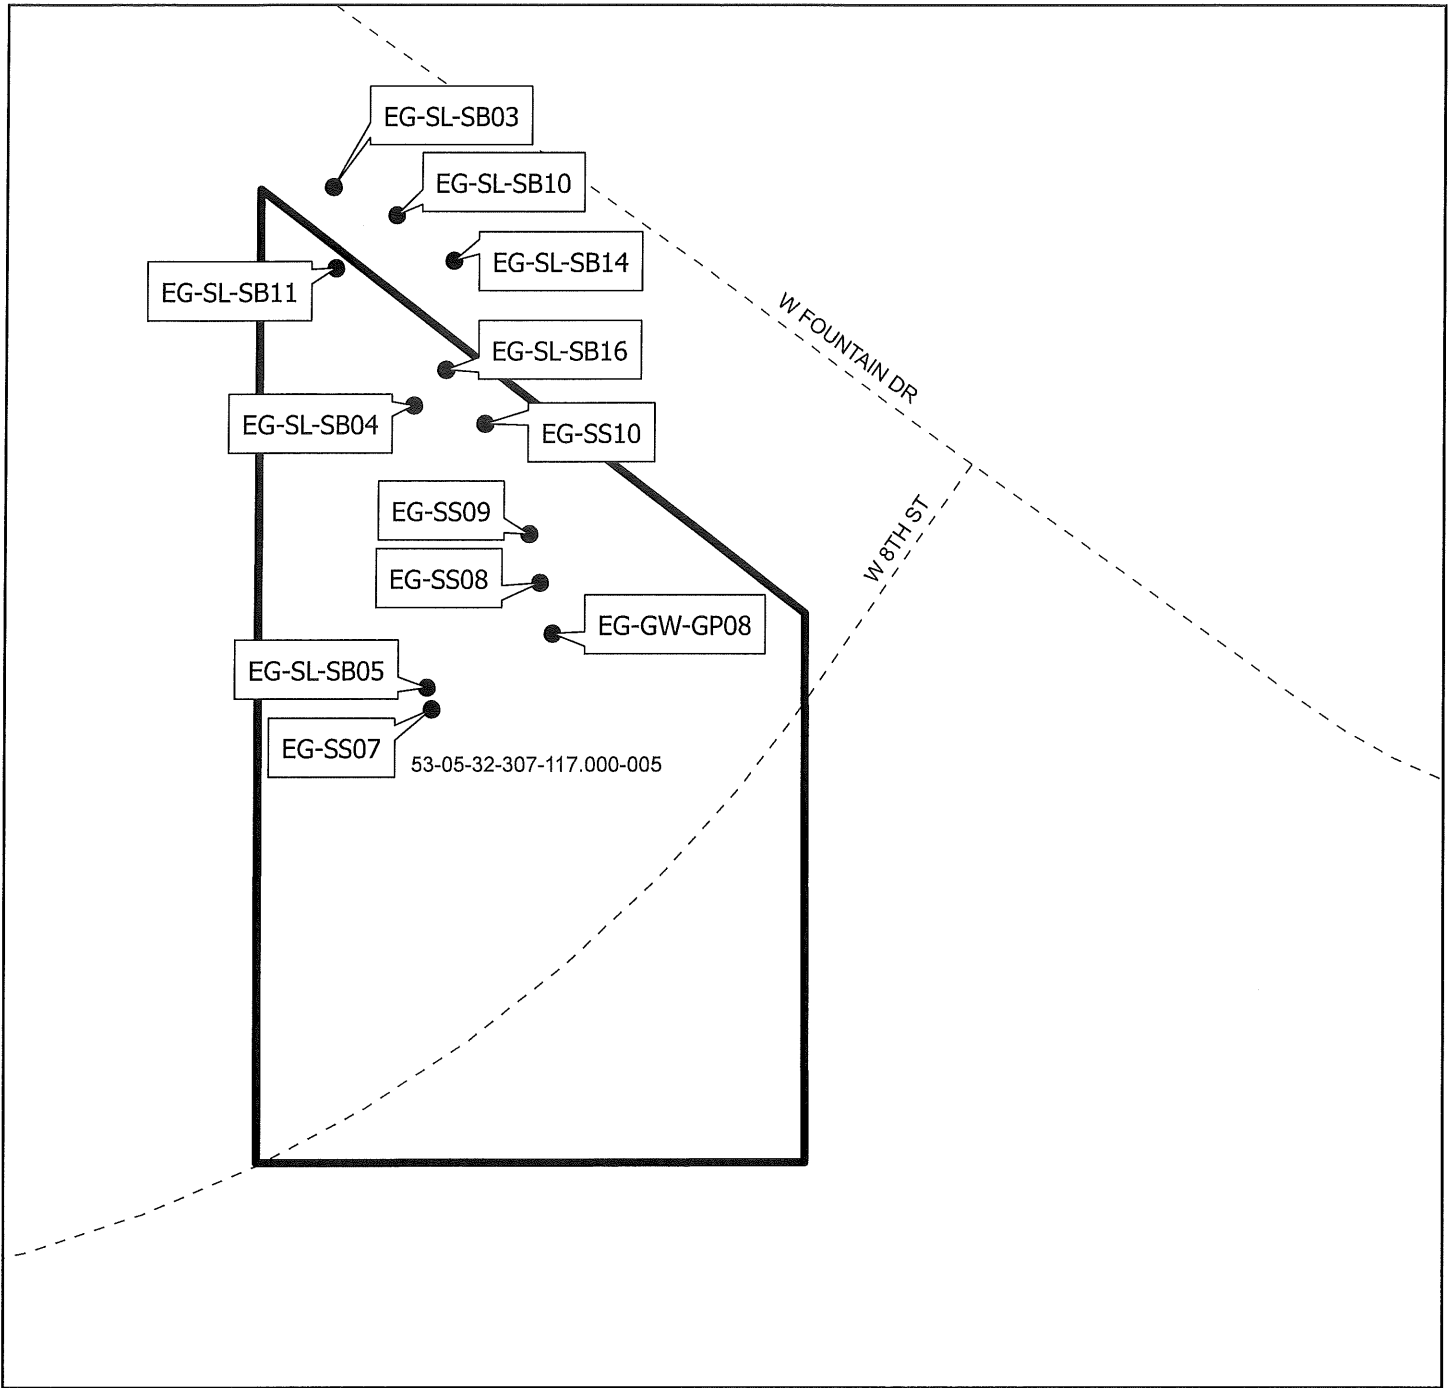 EG-SL-SB03
EG-SL-SB10
EG-SL-SB14
EG-SL-SB11
W FOUNTAIN DR
EG-SL-SB16
EG-SL-SB04
EG-SS10
EG-SS09
W 8TH ST
EG-SS08
EG-GW-GP08
EG-SL-SB05
EG-SS07
53-05-32-307-117.000-005